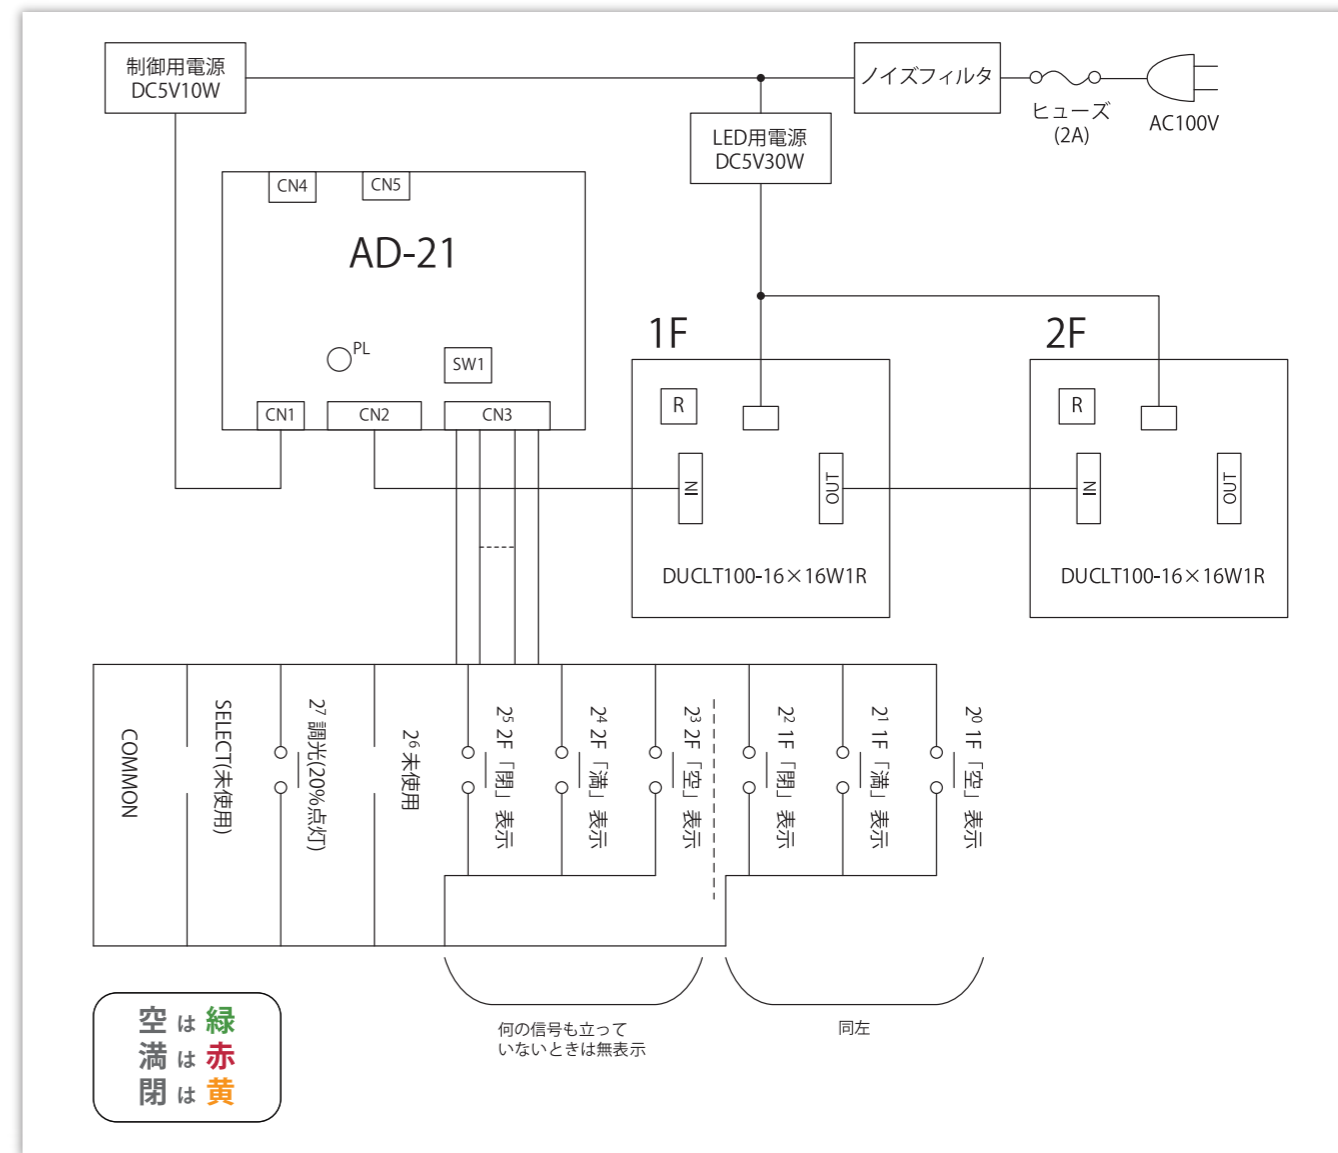 制御用電源
DC5V10W
ノイズフィルタ
ヒューズ
(2A)
AC100V
LED用電源
DC5V30W
CN4
CN5
AD-21
PL
SW1
CN1
CN2
CN3
1F
R
IN
OUT
DUCLT100-16×16W1R
2F
R
IN
OUT
DUCLT100-16×16W1R
COMMON
SELECT(未使用)
2⁷ 調光(20%点灯)
2⁶ 未使用
2⁵ 2F「閉」表示
2⁴ 2F「満」表示
2³ 2F「空」表示
2² 1F「閉」表示
2¹ 1F「満」表示
2⁰ 1F「空」表示
何の信号も立って
いないときは無表示
同左
空 は 緑
満 は 赤
閉 は 黄